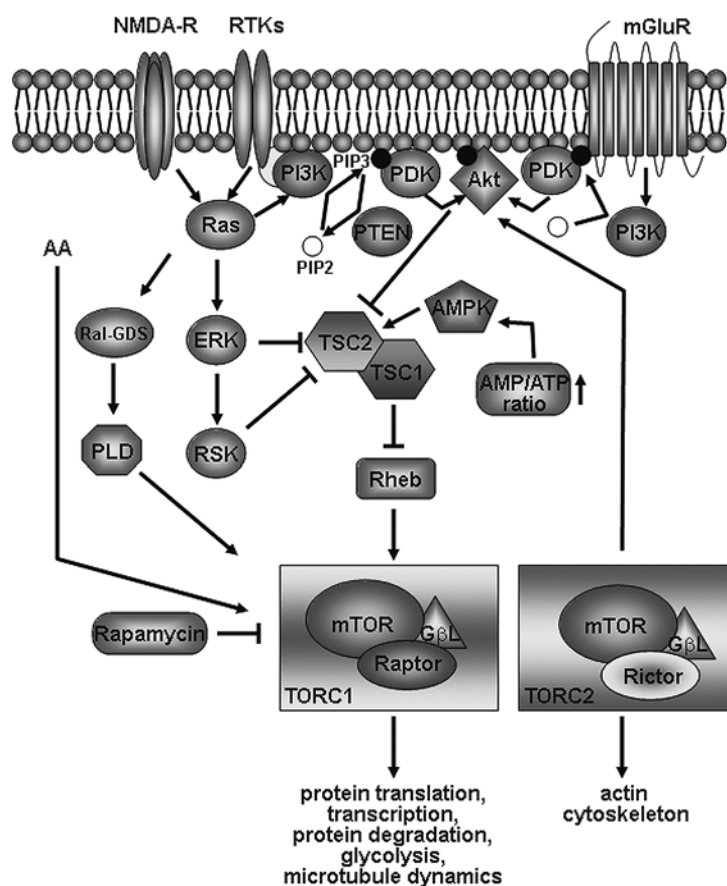 NMDA-R
RTKs
mGluR
PIP3
PI3K
PDK
Akt
PDK
PTEN
PI3K
Ras
PIP2
AA
Ral-GDS
ERK
TSC2
AMPK
TSC1
AMP/ATP
ratio
PLD
RSK
Rheb
mTOR
GβL
Raptor
TORC1
Rapamycin
mTOR
GβL
Rictor
TORC2
protein translation,
transcription,
protein degradation,
glycolysis,
microtubule dynamics
actin
cytoskeleton